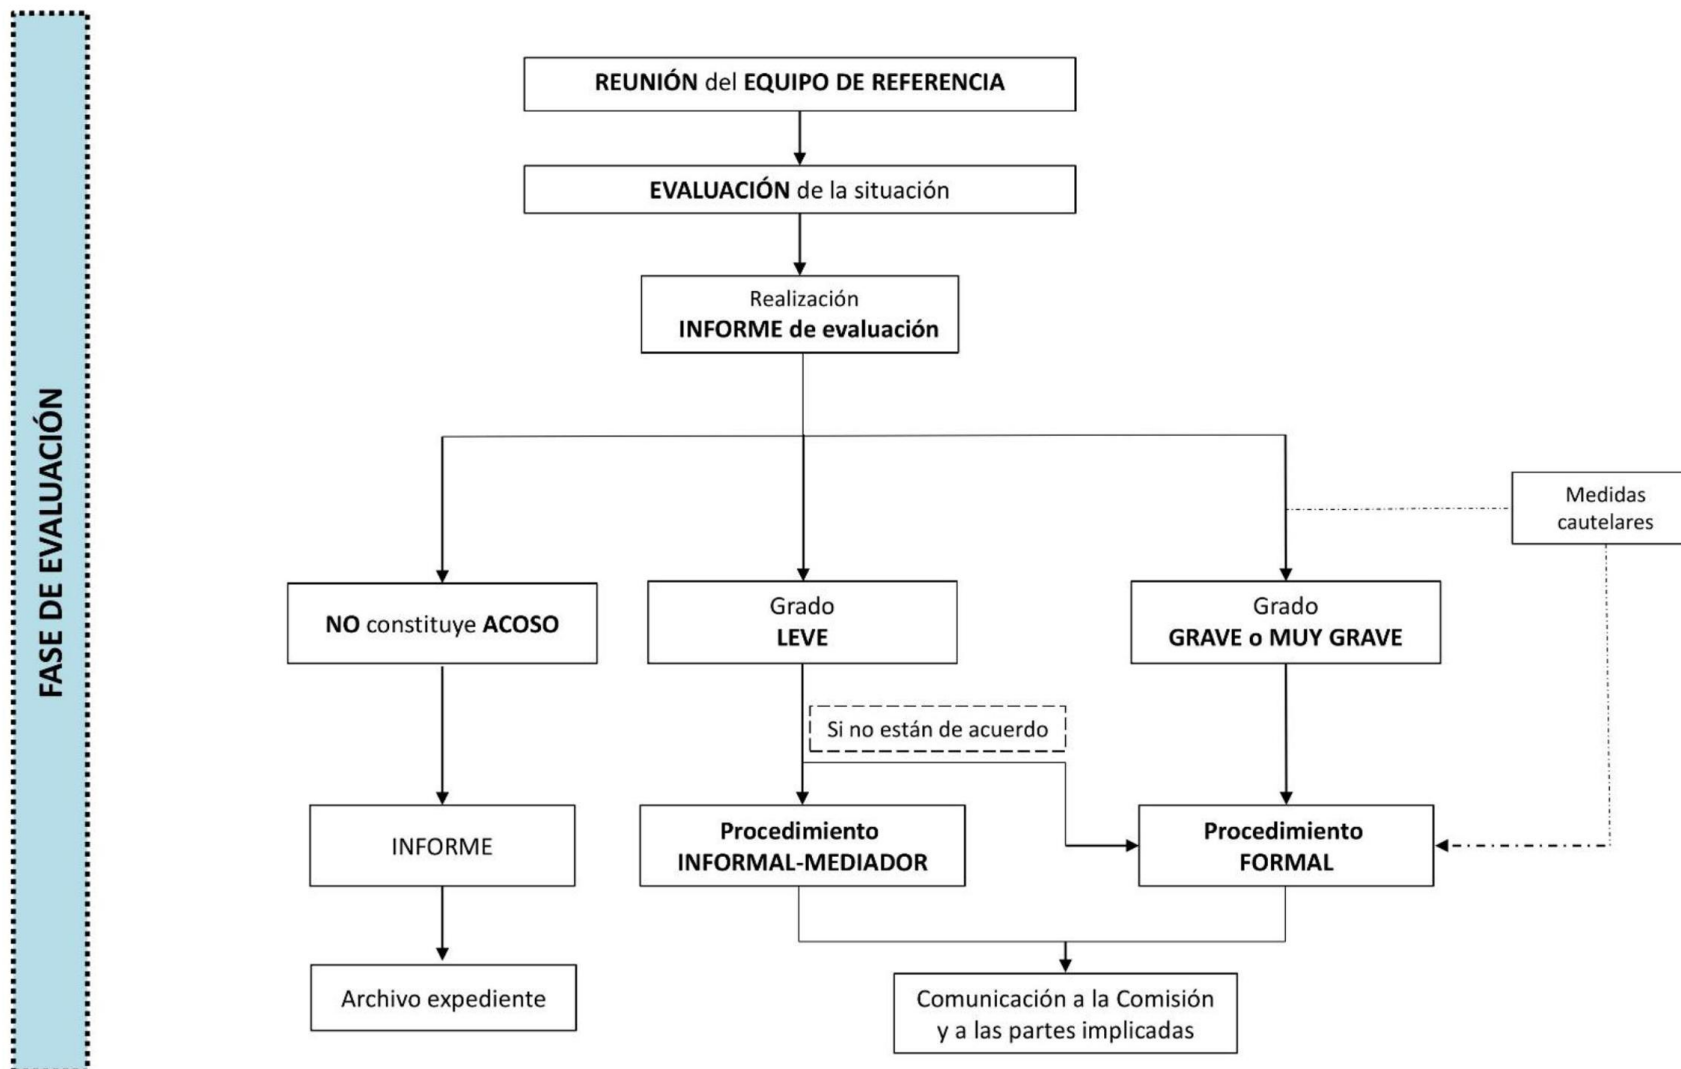 FASE DE EVALUACIÓN
REUNIÓN del EQUIPO DE REFERENCIA
EVALUACIÓN de la situación
Realización
INFORME de evaluación
Medidas
cautelares
NO constituye ACOSO
Grado
LEVE
Grado
GRAVE o MUY GRAVE
Si no están de acuerdo
INFORME
Procedimiento
INFORMAL-MEDIADOR
Procedimiento
FORMAL
Archivo expediente
Comunicación a la Comisión
y a las partes implicadas